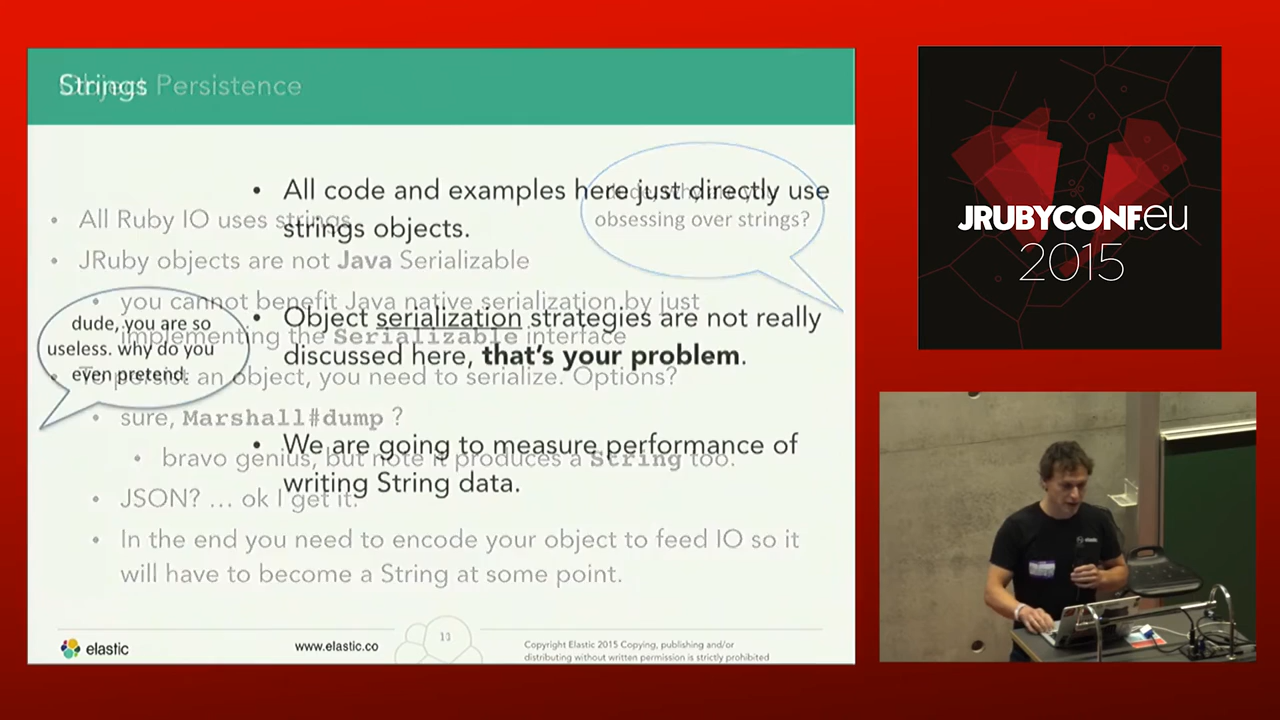 Strings
Object Persistence
All code and examples here just directly use
strings objects.
Object serialization strategies are not really
discussed here, that's your problem.
We are going to measure performance of
writing String data.
dude, you are so
useless. why do you
even pretend.
obsessing over strings?
All Ruby IO uses strings
JRuby objects are not Java Serializable
you cannot benefit Java native serialization by just
implementing the Serializable interface
To persist an object, you need to serialize. Options?
sure, Marshall#dump ?
bravo genius, but note it produces a String too.
JSON? … ok I get it.
In the end you need to encode your object to feed IO so it
will have to become a String at some point.
elastic
www.elastic.co
Copyright Elastic 2015 Copying, publishing and/or
distributing without written permission is strictly prohibited
JRUBYCONF.eu
2015